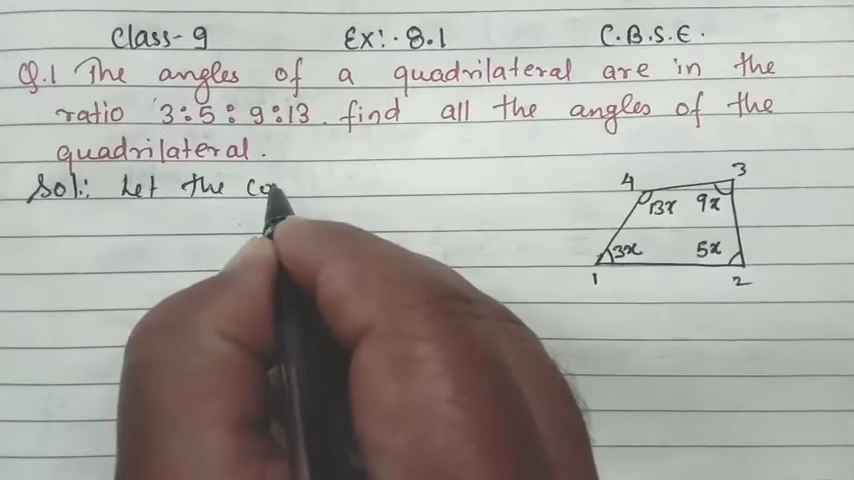 Class-9 Ex:-8.1 C.B.S.E.
Q.1 The angles of a quadrilateral are in the
ratio 3:5:9:13. find all the angles of the
quadrilateral.
Sol:. Let the
4 3
13x 9x
3x 5x
1 2